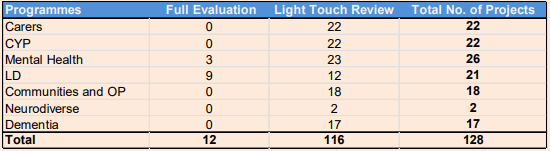 Programmes Full Evaluation Light Touch Review Total No. of Projects
Carers 0 22 22
CYP 0 22 22
Mental Health 3 23 26
LD 9 12 21
Communities and OP 0 18 18
Neurodiverse 0 2 2
Dementia 0 17 17
Total 12 116 128